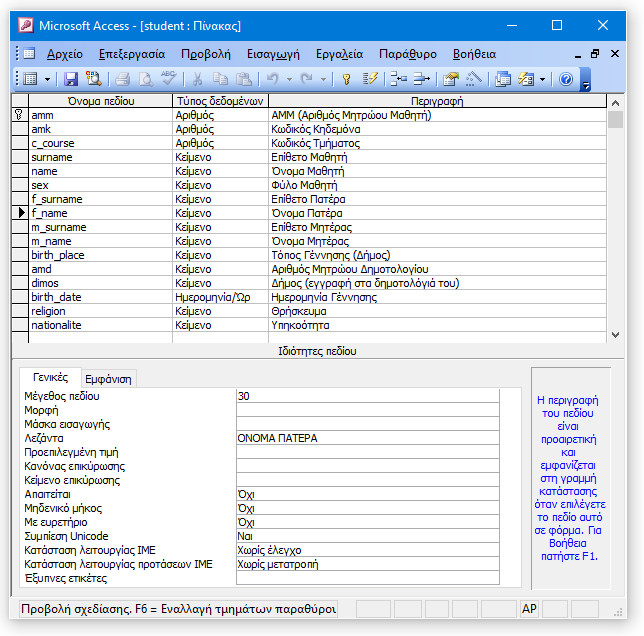 Microsoft Access - [student : Πίνακας]
Αρχείο Επεξεργασία Προβολή Εισαγωγή Εργαλεία Παράθυρο Βοήθεια
Όνομα πεδίου Τύπος δεδομένων Περιγραφή
amm Αριθμός ΑΜΜ (Αριθμός Μητρώου Μαθητή)
amk Αριθμός Κωδικός Κηδεμόνα
c_course Αριθμός Κωδικός Τμήματος
surname Κείμενο Επίθετο Μαθητή
name Κείμενο Όνομα Μαθητή
sex Κείμενο Φύλο Μαθητή
f_surname Κείμενο Επίθετο Πατέρα
f_name Κείμενο Όνομα Πατέρα
m_surname Κείμενο Επίθετο Μητέρας
m_name Κείμενο Όνομα Μητέρας
birth_place Κείμενο Τόπος Γέννησης (Δήμος)
amd Κείμενο Αριθμός Μητρώου Δημοτολογίου
dimos Κείμενο Δήμος (εγγραφή στα δημοτολόγιά του)
birth_date Ημερομηνία/Ώρ Ημερομηνία Γέννησης
religion Κείμενο Θρήσκευμα
nationalite Κείμενο Υπηκοότητα
Ιδιότητες πεδίου
Γενικές Εμφάνιση
Μέγεθος πεδίου 30
Μορφή
Μάσκα εισαγωγής
Λεζάντα ΟΝΟΜΑ ΠΑΤΕΡΑ
Προεπιλεγμένη τιμή
Κανόνας επικύρωσης
Κείμενο επικύρωσης
Απαιτείται Όχι
Μηδενικό μήκος Όχι
Με ευρετήριο Όχι
Συμπίεση Unicode Ναι
Κατάσταση λειτουργίας IME Χωρίς έλεγχο
Κατάσταση λειτουργίας προτάσεων IME Χωρίς μετατροπή
Έξυπνες ετικέτες
Η περιγραφή
του πεδίου
είναι
προαιρετική
και
εμφανίζεται
στη γραμμή
κατάστασης
όταν επιλέγετε
το πεδίο αυτό
σε φόρμα. Για
Βοήθεια
πατήστε F1.
Προβολή σχεδίασης. F6 = Εναλλαγή τμημάτων παραθύρου ΑΡ